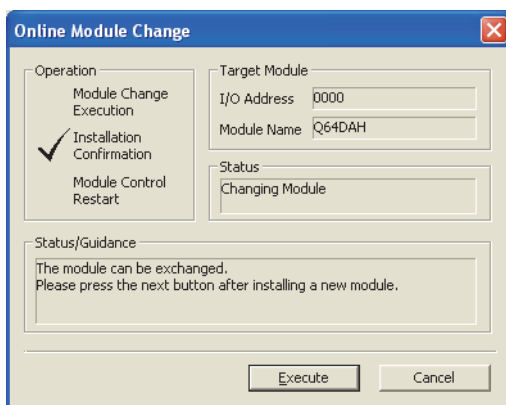 Online Module Change
Operation
Module Change
Execution
Installation
Confirmation
Module Control
Restart
Target Module
I/O Address 0000
Module Name Q64DAH
Status
Changing Module
Status/Guidance
The module can be exchanged.
Please press the next button after installing a new module.
Execute Cancel